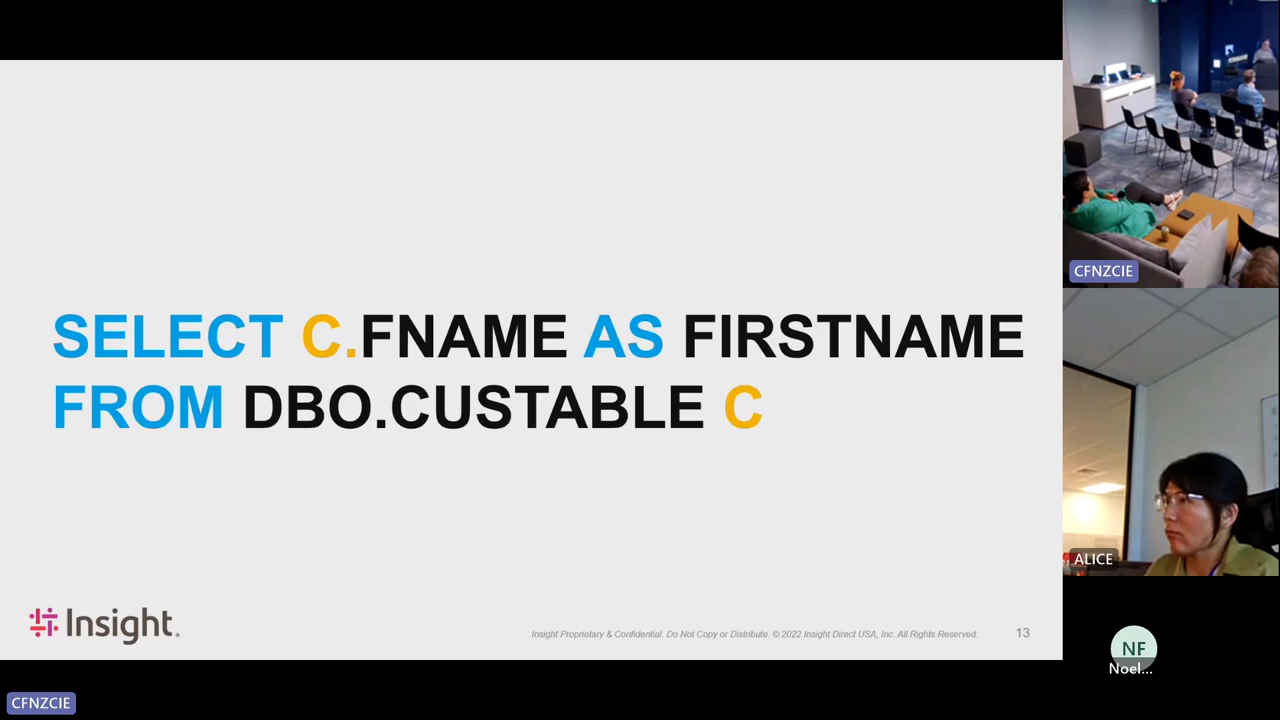 SELECT C.FNAME AS FIRSTNAME
FROM DBO.CUSTABLE C
Insight.
Insight Proprietary & Confidential. Do Not Copy or Distribute. © 2022 Insight Direct USA, Inc. All Rights Reserved.
13
CFNZCIE
CFNZCIE
ALICE
NF
Noel...